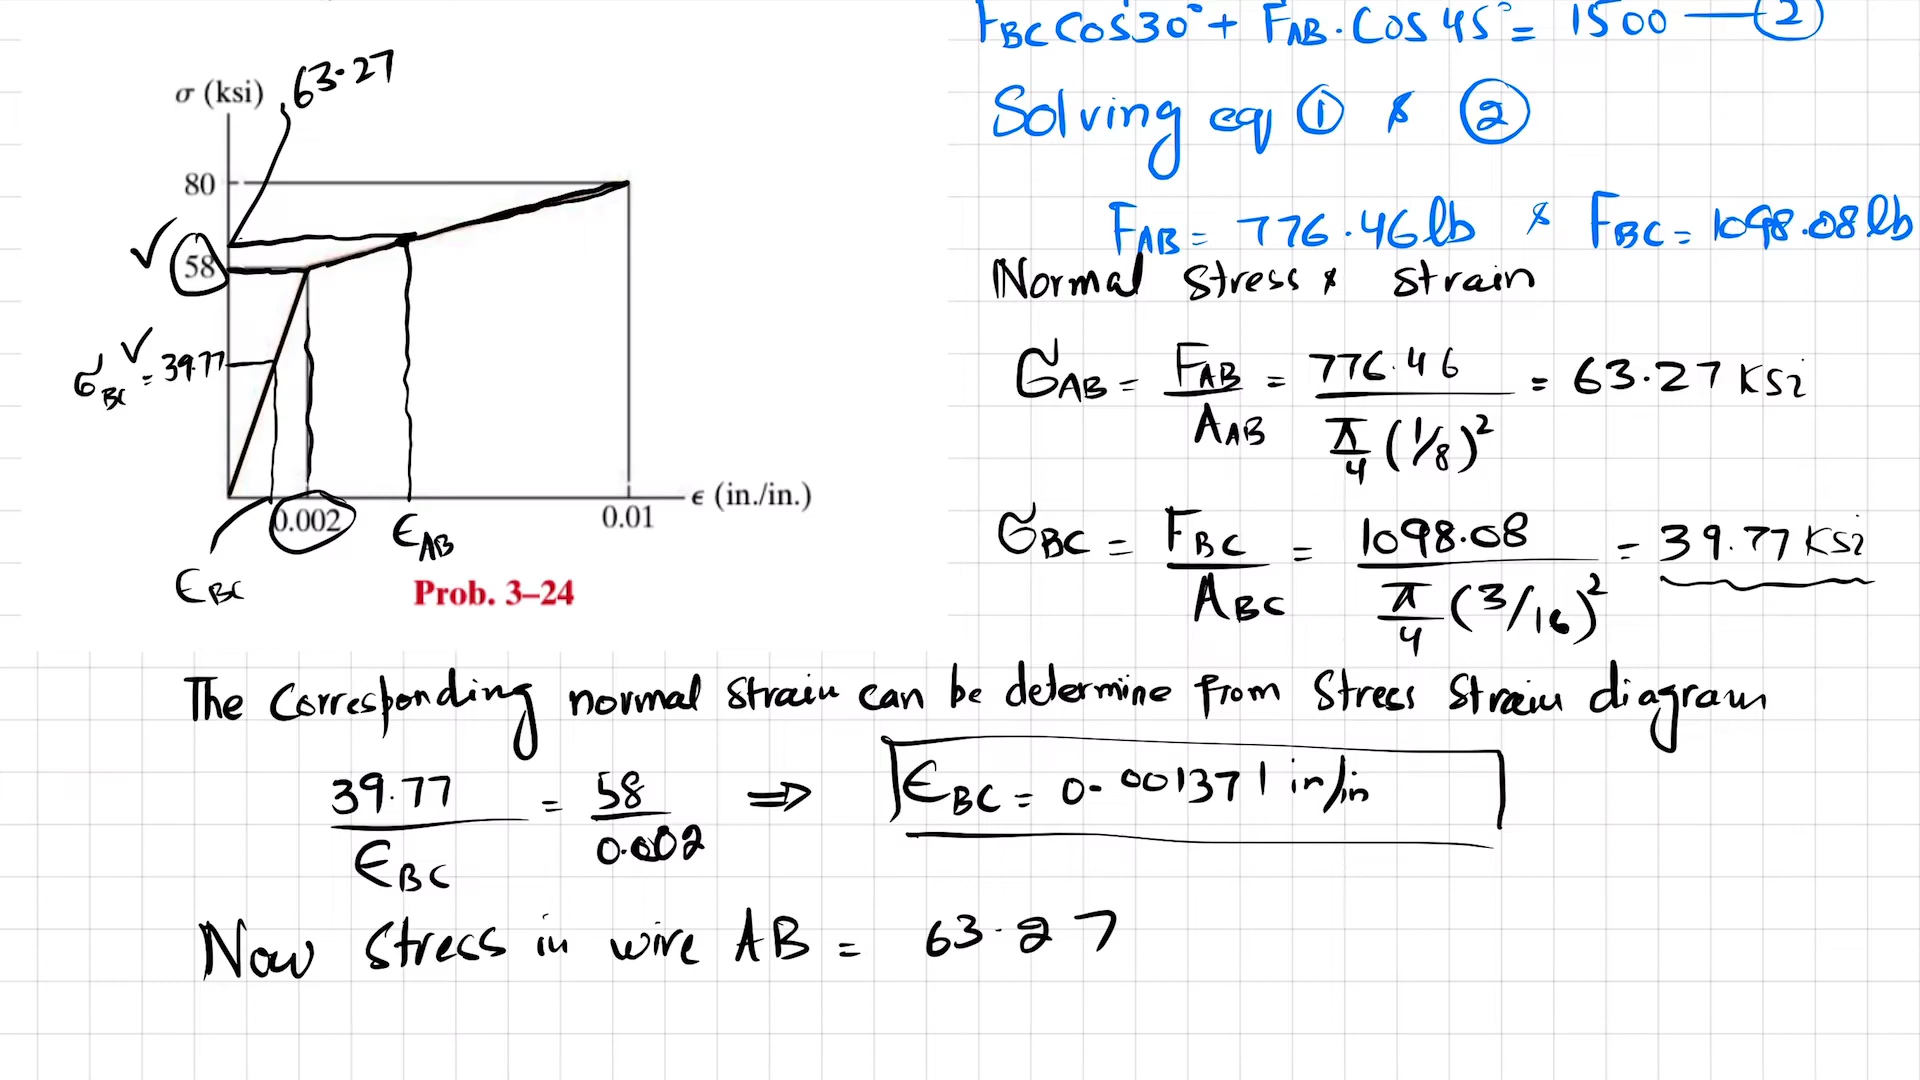 σ (ksi)
63.27
80
58
σBC = 39.77
0.002
0.01
ϵ (in./in.)
ϵBC
ϵAB
Prob. 3–24
FBC Cos30° + FAB . Cos 45° = 1500 — ②
Solving eq ① & ②
FAB = 776.46 lb & FBC = 1098.08 lb
Normal Stress & Strain
σAB = FAB / AAB = 776.46 / π/4 (1/8)² = 63.27 KSi
σBC = FBC / ABC = 1098.08 / π/4 (3/16)² = 39.77 KSi
The Corresponding normal Strain can be determine from Stress Strain diagram
39.77 / ϵBC = 58 / 0.002 ⇒ ϵBC = 0.001371 in/in
Now Stress in wire AB = 63.27